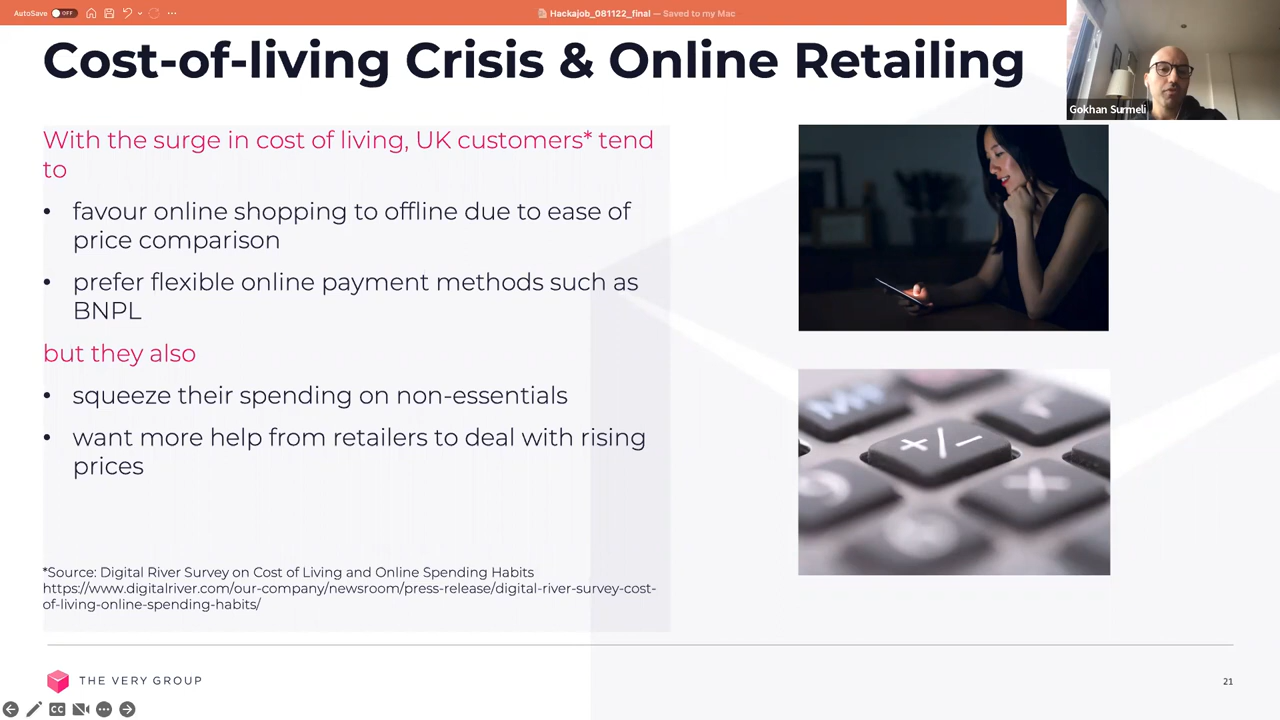 AutoSave OFF
Hackajob_081122_final — Saved to my Mac
Cost-of-living Crisis & Online Retailing
Gokhan Surmeli
With the surge in cost of living, UK customers* tend
to
• favour online shopping to offline due to ease of
price comparison
• prefer flexible online payment methods such as
BNPL
but they also
• squeeze their spending on non-essentials
• want more help from retailers to deal with rising
prices
+/−
*Source: Digital River Survey on Cost of Living and Online Spending Habits
https://www.digitalriver.com/our-company/newsroom/press-release/digital-river-survey-cost-
of-living-online-spending-habits/
THE VERY GROUP
21
CC